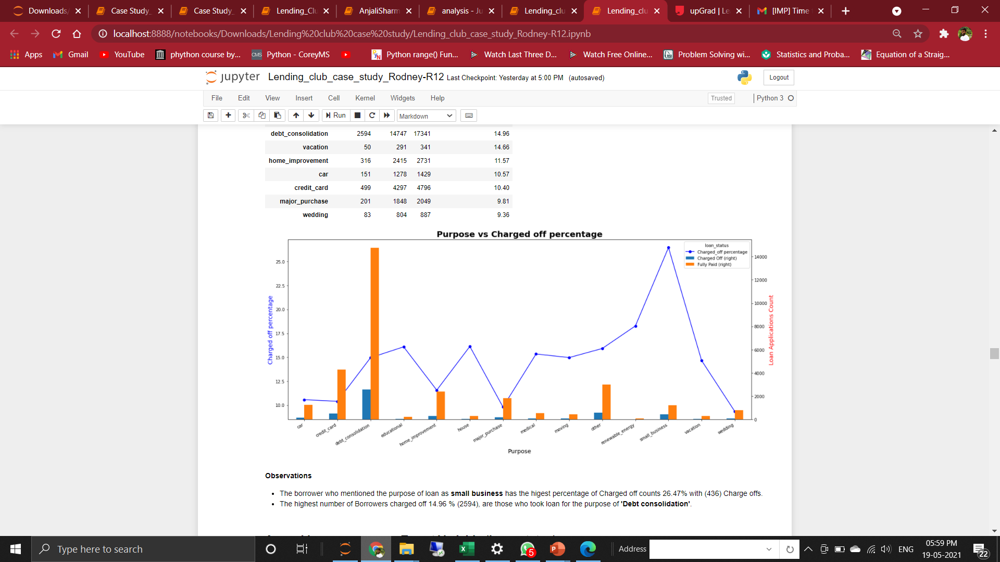 Downloads/
Case Study_
Case Study_
Lending_Clu
AnjaliSharm
analysis - Ju
Lending_clu
Lending_clu
upGrad | Le
[IMP] Time
localhost:8888/notebooks/Downloads/Lending%20club%20case%20study/Lending_club_case_study_Rodney-R12.ipynb
Apps
Gmail
YouTube
phython course by...
CMS Python - CoreyMS
Python range() Fun...
Watch Last Three D...
Watch Free Online...
Problem Solving wi...
Statistics and Proba...
Equation of a Straig...
jupyter Lending_club_case_study_Rodney-R12 Last Checkpoint: Yesterday at 5:00 PM (autosaved)
Logout
File Edit View Insert Cell Kernel Widgets Help
Trusted
Python 3
Run
Markdown
debt_consolidation 2594 14747 17341 14.96
vacation 50 291 341 14.66
home_improvement 316 2415 2731 11.57
car 151 1278 1429 10.57
credit_card 499 4297 4796 10.40
major_purchase 201 1848 2049 9.81
wedding 83 804 887 9.36
Purpose vs Charged off percentage
loan_status
Charged_off percentage
Charged Off (right)
Fully Paid (right)
Charged off percentage
25.0
22.5
20.0
17.5
15.0
12.5
10.0
14000
12000
10000
8000
6000
4000
2000
0
Loan Applications Count
car
credit_card
debt_consolidation
educational
home_improvement
house
major_purchase
medical
moving
other
renewable_energy
small_business
vacation
wedding
Purpose
Observations
• The borrower who mentioned the purpose of loan as small business has the higest percentage of Charged off counts 26.47% with (436) Charge offs.
• The highest number of Borrowers charged off 14.96 % (2594), are those who took loan for the purpose of 'Debt consolidation'.
Type here to search
5
Address
ENG
05:59 PM
19-05-2021
22